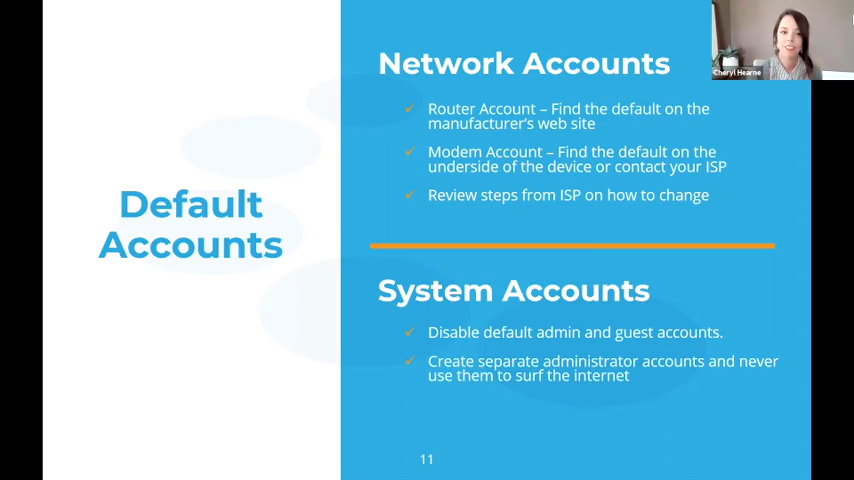 Default
Accounts
Network Accounts
Router Account – Find the default on the
manufacturer's web site
Modem Account – Find the default on the
underside of the device or contact your ISP
Review steps from ISP on how to change
System Accounts
Disable default admin and guest accounts.
Create separate administrator accounts and never
use them to surf the internet
11
Cheryl Hearne